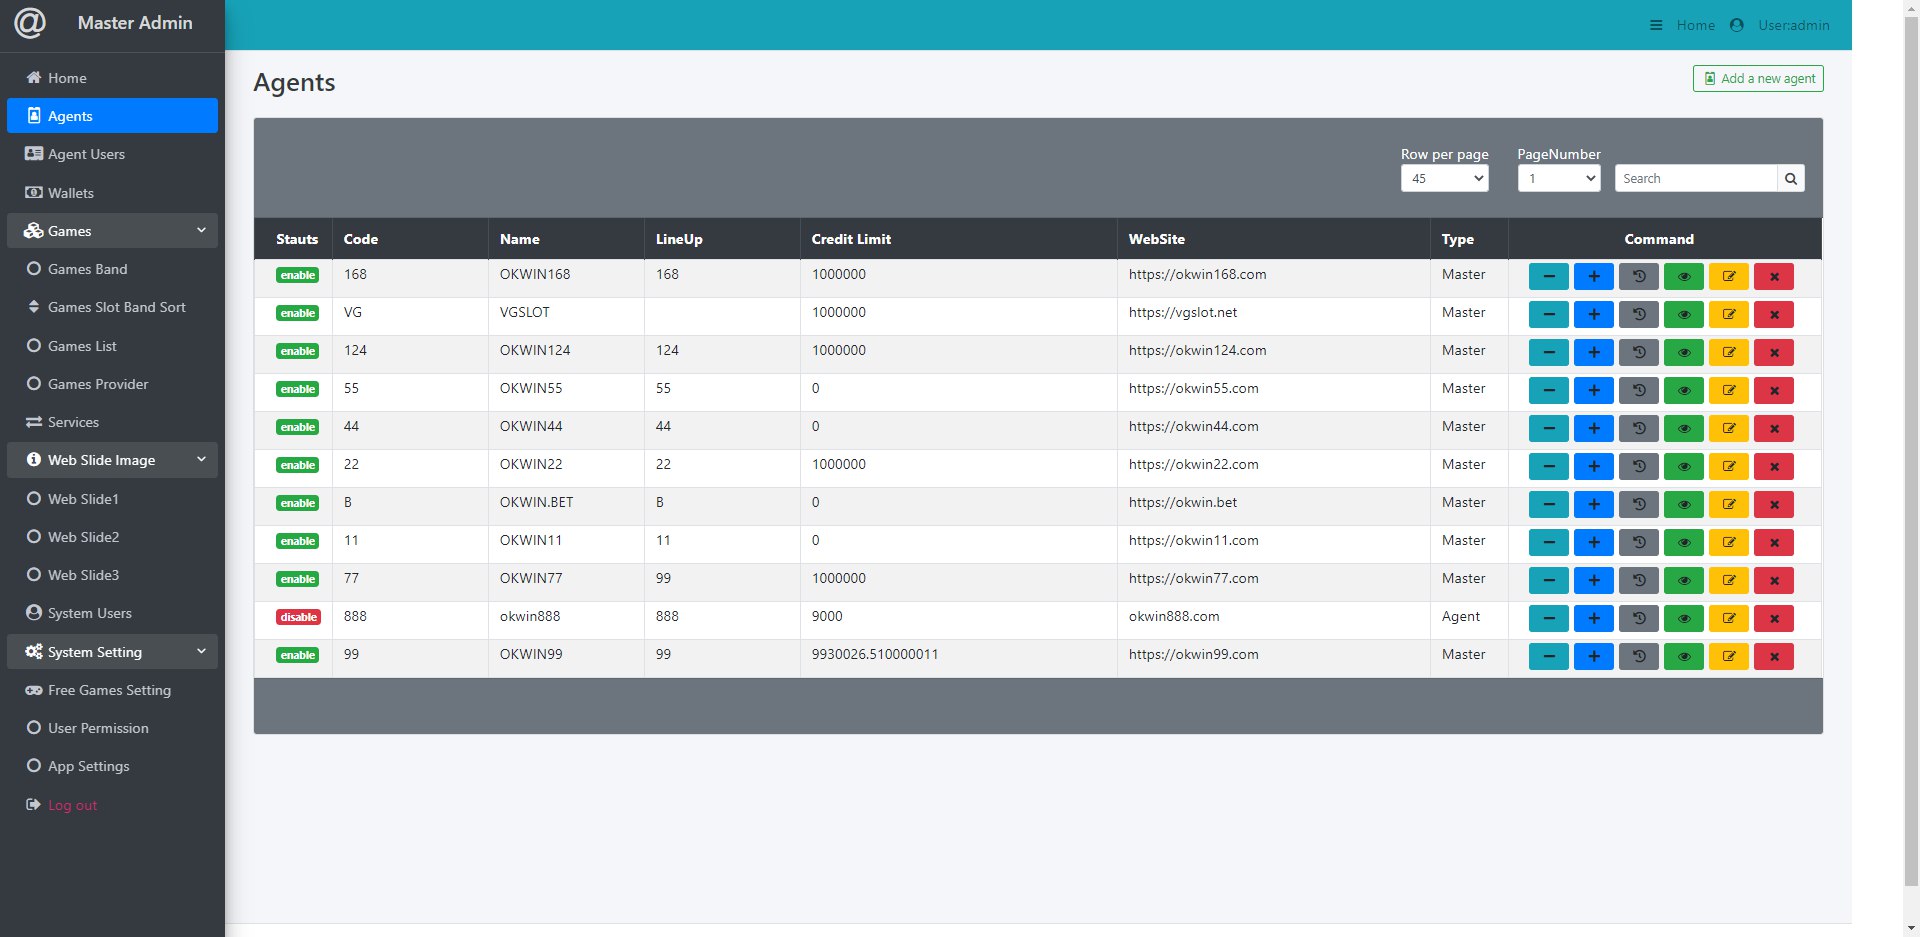 @ Master Admin
Home User:admin
Home
Agents
Agent Users
Wallets
Games
Games Band
Games Slot Band Sort
Games List
Games Provider
Services
Web Slide Image
Web Slide1
Web Slide2
Web Slide3
System Users
System Setting
Free Games Setting
User Permission
App Settings
Log out
Agents
Add a new agent
Row per page PageNumber
45 1 Search
Stauts Code Name LineUp Credit Limit WebSite Type Command
enable 168 OKWIN168 168 1000000 https://okwin168.com Master
enable VG VGSLOT 1000000 https://vgslot.net Master
enable 124 OKWIN124 124 1000000 https://okwin124.com Master
enable 55 OKWIN55 55 0 https://okwin55.com Master
enable 44 OKWIN44 44 0 https://okwin44.com Master
enable 22 OKWIN22 22 1000000 https://okwin22.com Master
enable B OKWIN.BET B 0 https://okwin.bet Master
enable 11 OKWIN11 11 0 https://okwin11.com Master
enable 77 OKWIN77 99 1000000 https://okwin77.com Master
disable 888 okwin888 888 9000 okwin888.com Agent
enable 99 OKWIN99 99 9930026.510000011 https://okwin99.com Master